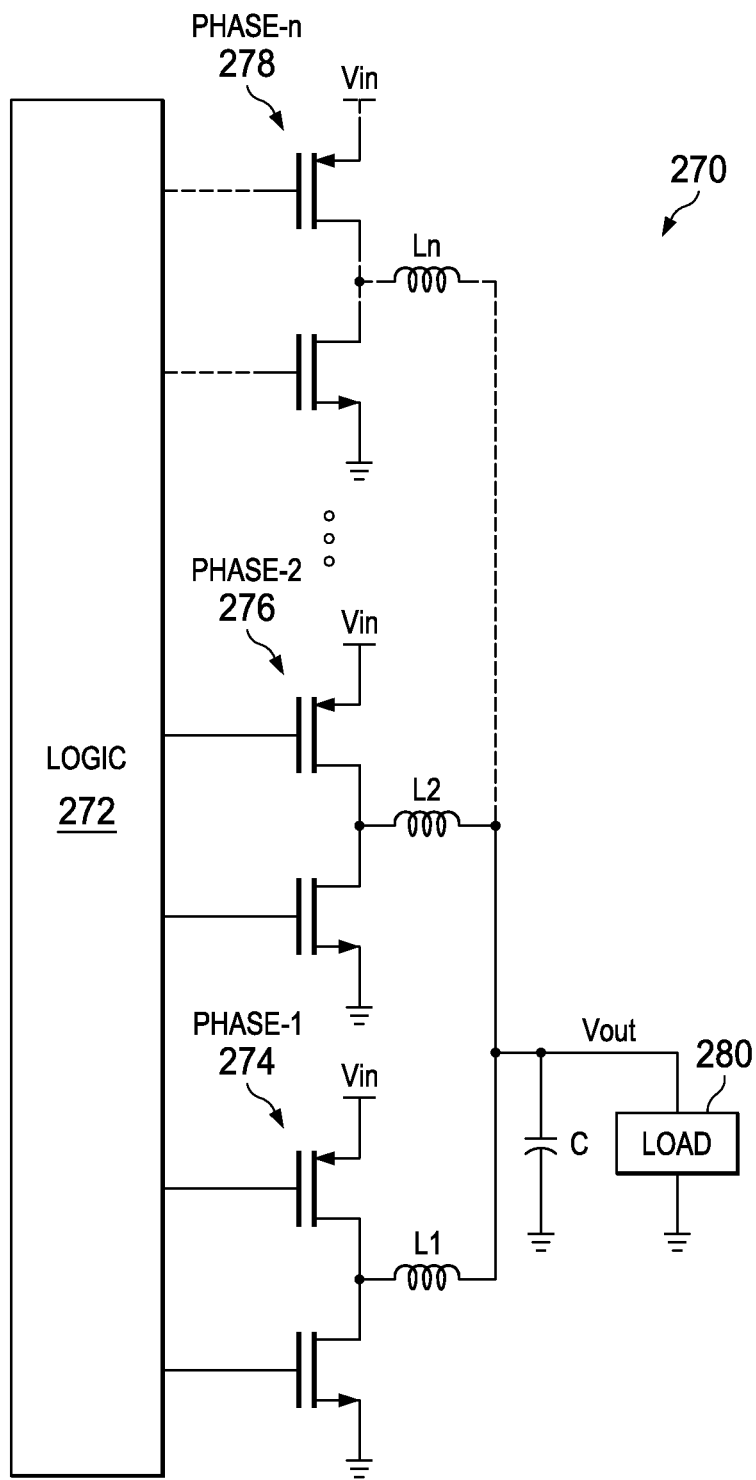 PHASE-n
278
Vin
270
Ln
PHASE-2
276
Vin
LOGIC
272
L2
PHASE-1
274
Vin
Vout
280
C
LOAD
L1